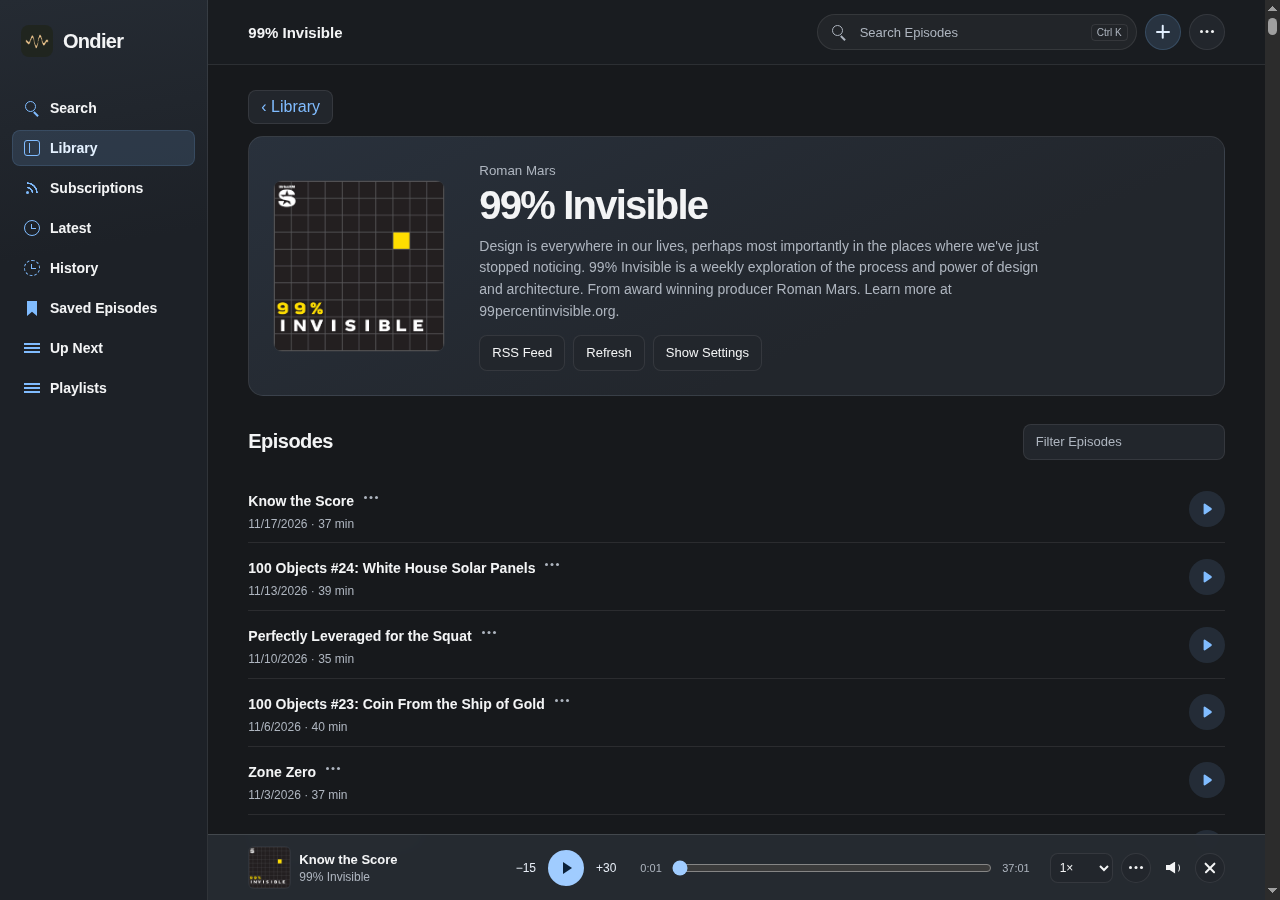 Ondier
99% Invisible
Search Episodes
Ctrl K
Search
Library
Subscriptions
Latest
History
Saved Episodes
Up Next
Playlists
‹ Library
S
99%
INVISIBLE
Roman Mars
99% Invisible
Design is everywhere in our lives, perhaps most importantly in the places where we've just
stopped noticing. 99% Invisible is a weekly exploration of the process and power of design
and architecture. From award winning producer Roman Mars. Learn more at
99percentinvisible.org.
RSS Feed
Refresh
Show Settings
Episodes
Filter Episodes
Know the Score
11/17/2026 · 37 min
100 Objects #24: White House Solar Panels
11/13/2026 · 39 min
Perfectly Leveraged for the Squat
11/10/2026 · 35 min
100 Objects #23: Coin From the Ship of Gold
11/6/2026 · 40 min
Zone Zero
11/3/2026 · 37 min
S
99%
INVISIBLE
Know the Score
99% Invisible
−15
+30
0:01
37:01
1×